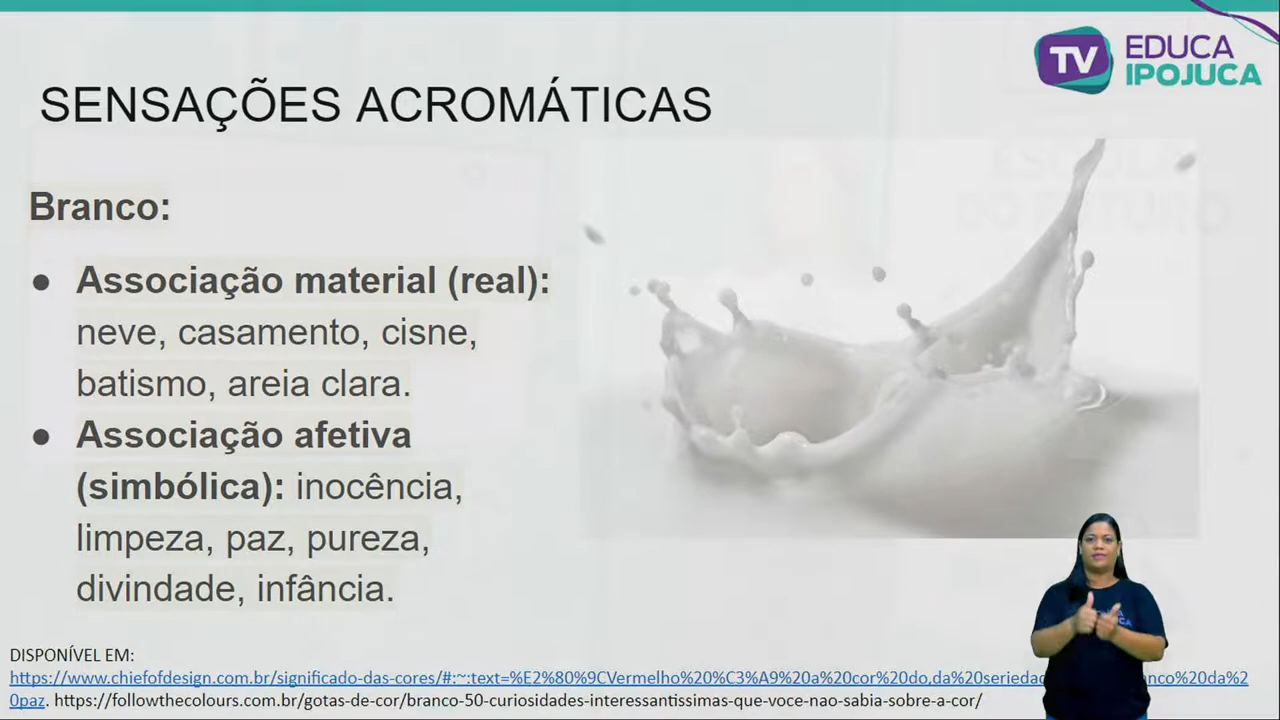 TV EDUCA
IPOJUCA
SENSAÇÕES ACROMÁTICAS
Branco:
● Associação material (real):
neve, casamento, cisne,
batismo, areia clara.
● Associação afetiva
(simbólica): inocência,
limpeza, paz, pureza,
divindade, infância.
DISPONÍVEL EM:
https://www.chiefofdesign.com.br/significado-das-cores/#:~:text=%E2%80%9CVermelho%20%C3%A9%20a%20cor%20do,da%20seriedad anco%20da%2
0paz. https://followthecolours.com.br/gotas-de-cor/branco-50-curiosidades-interessantissimas-que-voce-nao-sabia-sobre-a-cor/